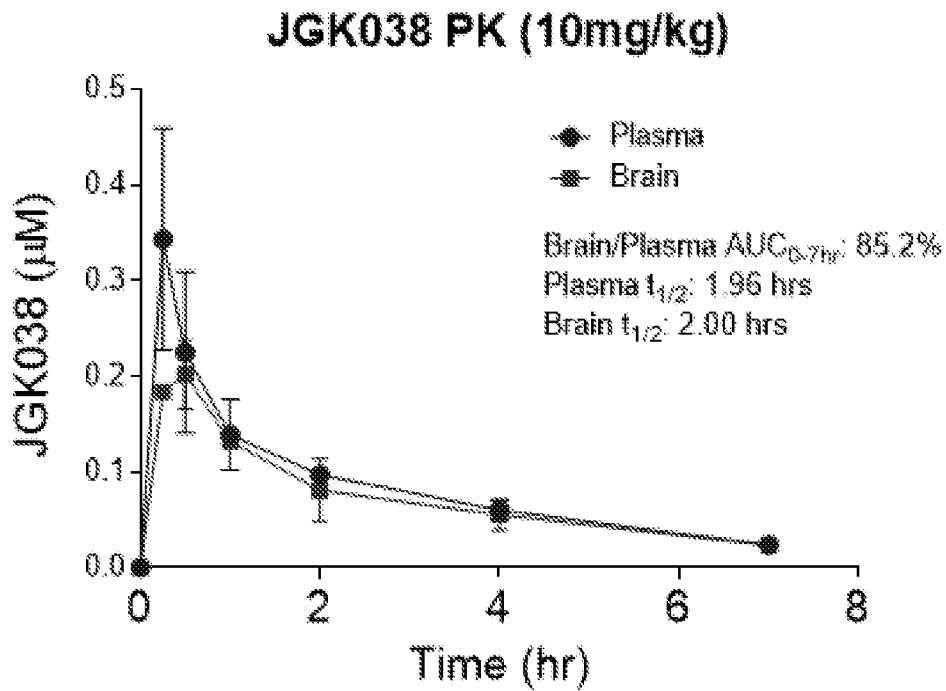 JGK038 PK (10mg/kg)
0.5
0.4
0.3
0.2
0.1
0.0
JGK038 (μM)
Plasma
Brain
Brain/Plasma AUC0-7hr: 85.2%
Plasma t1/2: 1.96 hrs
Brain t1/2: 2.00 hrs
0 2 4 6 8
Time (hr)